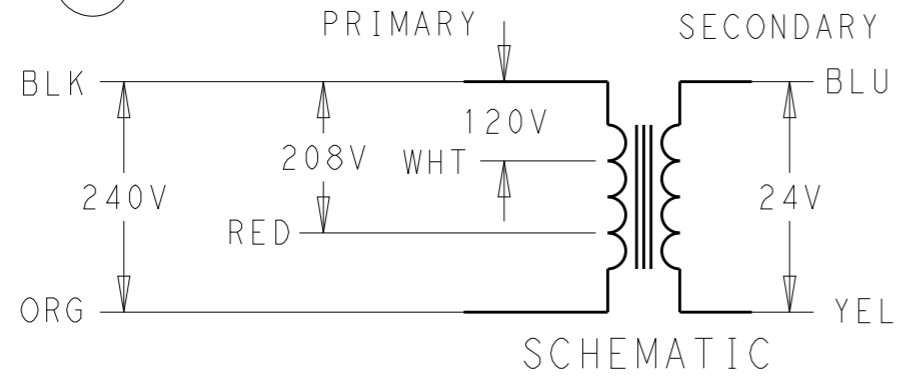 PRIMARY
SECONDARY
BLK
BLU
120V
208V
WHT
240V
24V
RED
ORG
YEL
SCHEMATIC